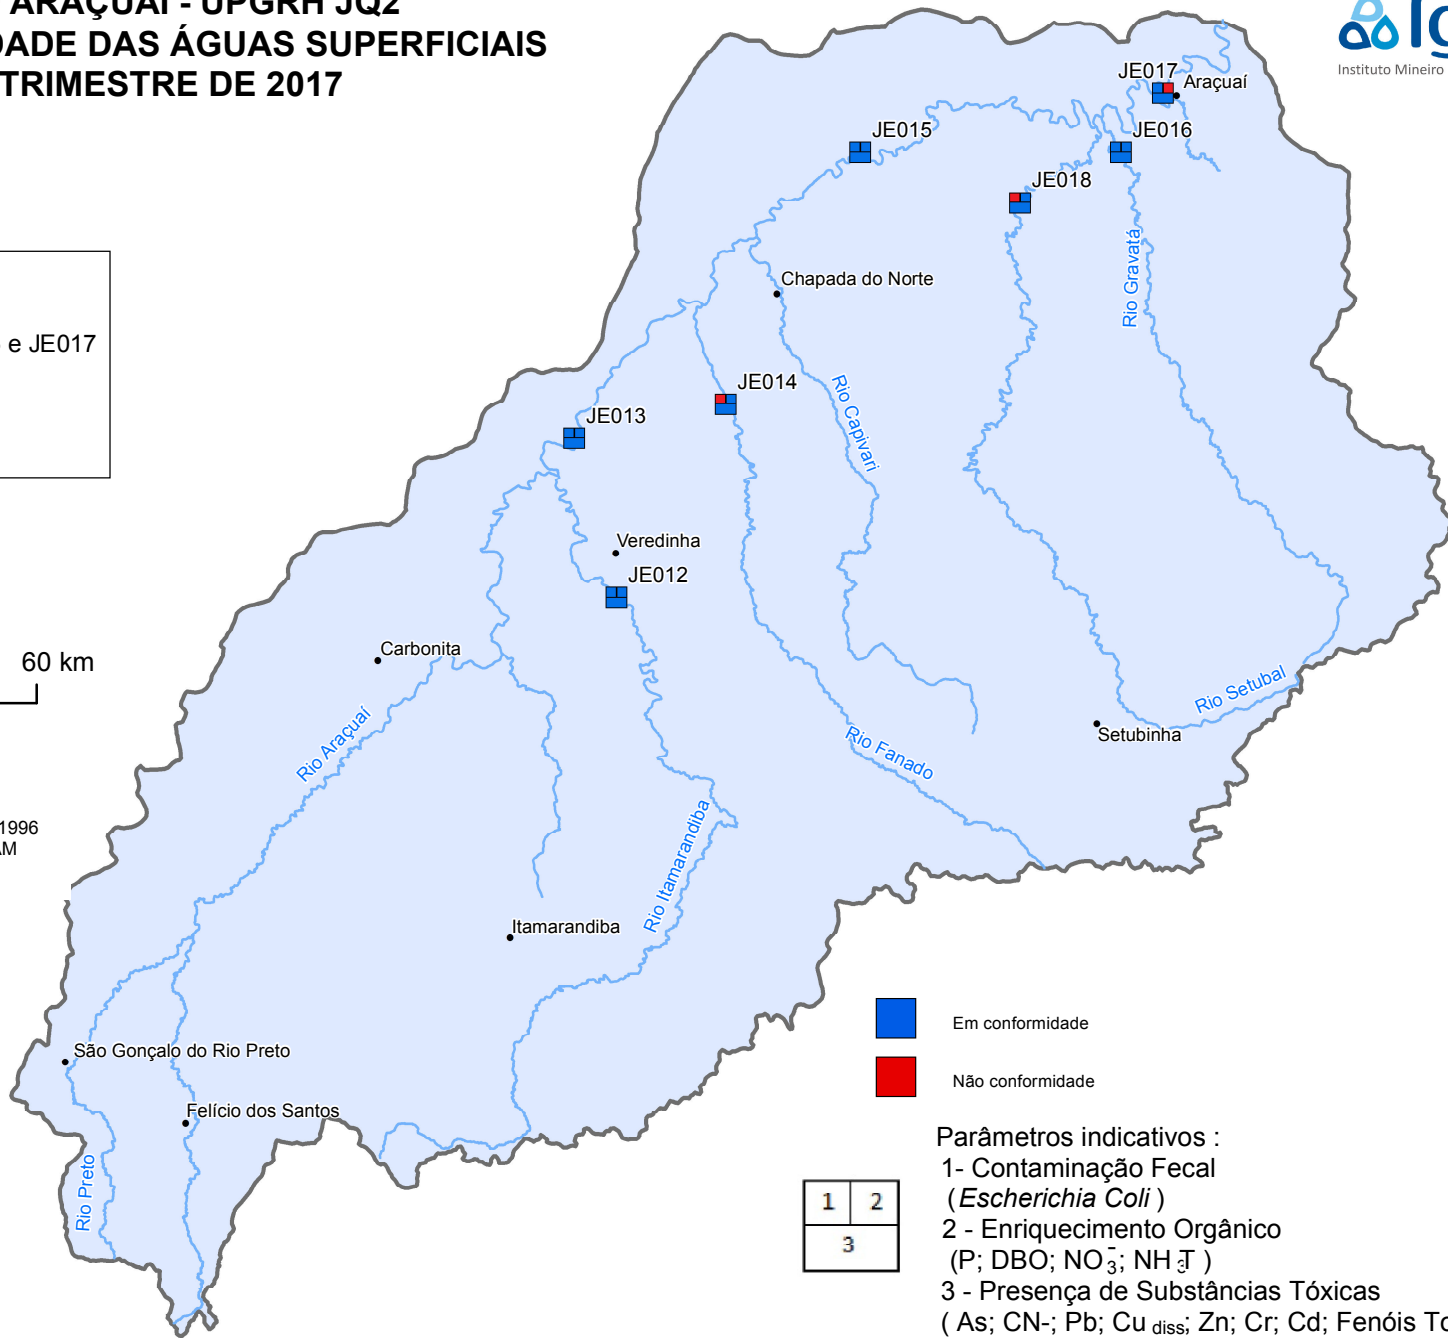 ARAÇUAÍ - UPGRH JQ2
DADE DAS ÁGUAS SUPERFICIAIS
TRIMESTRE DE 2017
Instituto Mineiro
JE017
Araçuaí
JE015
JE016
JE018
Rio Gravatá
Chapada do Norte
e JE017
JE014
Rio Capivari
JE013
Veredinha
JE012
Carbonita
60 km
Rio Setubal
Rio Araçuaí
Setubinha
Rio Fanado
1996
AM
Rio Itamarandiba
Itamarandiba
Em conformidade
São Gonçalo do Rio Preto
Não conformidade
Felício dos Santos
Rio Preto
Parâmetros indicativos :
1- Contaminação Fecal
(Escherichia Coli )
1 2
3
2 - Enriquecimento Orgânico
(P; DBO; NO3-; NH3T )
3 - Presença de Substâncias Tóxicas
( As; CN-; Pb; Cu diss; Zn; Cr; Cd; Fenóis